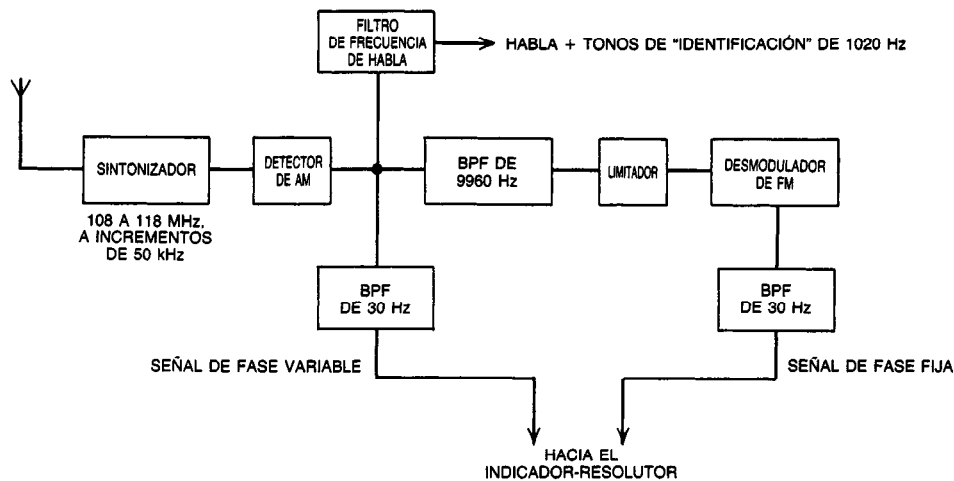 FILTRO
DE FRECUENCIA
DE HABLA
HABLA + TONOS DE "IDENTIFICACIÓN" DE 1020 Hz
SINTONIZADOR
DETECTOR
DE AM
BPF DE
9960 Hz
LIMITADOR
DESMODULADOR
DE FM
108 A 118 MHz,
A INCREMENTOS
DE 50 kHz
BPF
DE 30 Hz
BPF
DE 30 Hz
SEÑAL DE FASE VARIABLE
SEÑAL DE FASE FIJA
HACIA EL
INDICADOR-RESOLUTOR